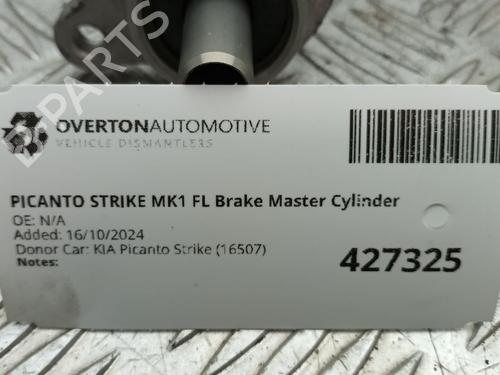 B-PARTS
OVERTONAUTOMOTIVE
VEHICLE DISMANTLERS
PICANTO STRIKE MK1 FL Brake Master Cylinder
OE: N/A
Added: 16/10/2024
Donor Car: KIA Picanto Strike (16507)
Notes:
427325